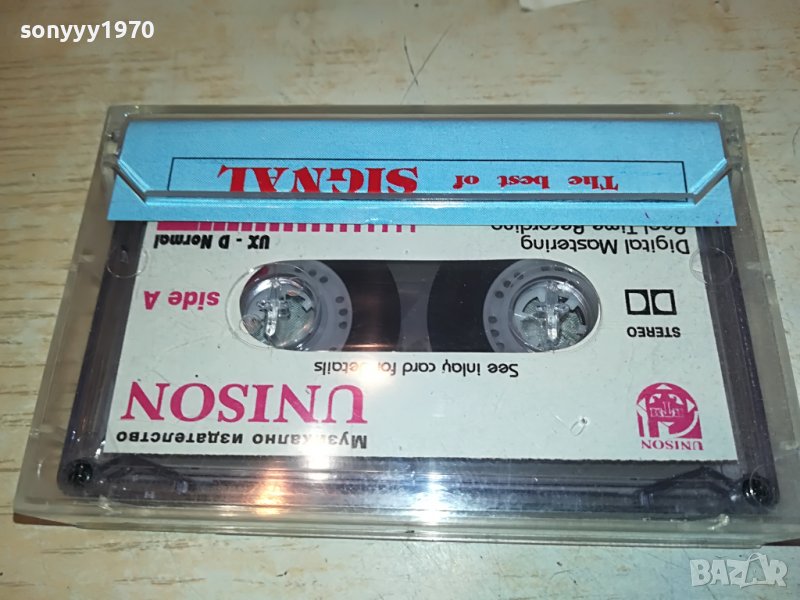 sonyyy1970
The best of SIGNAL
Музикално издателство
UNISON
UNISON
See inlay card for details
side A
STEREO
UX - D Normal
Digital Mastering
Real Time Recording
BAZAR